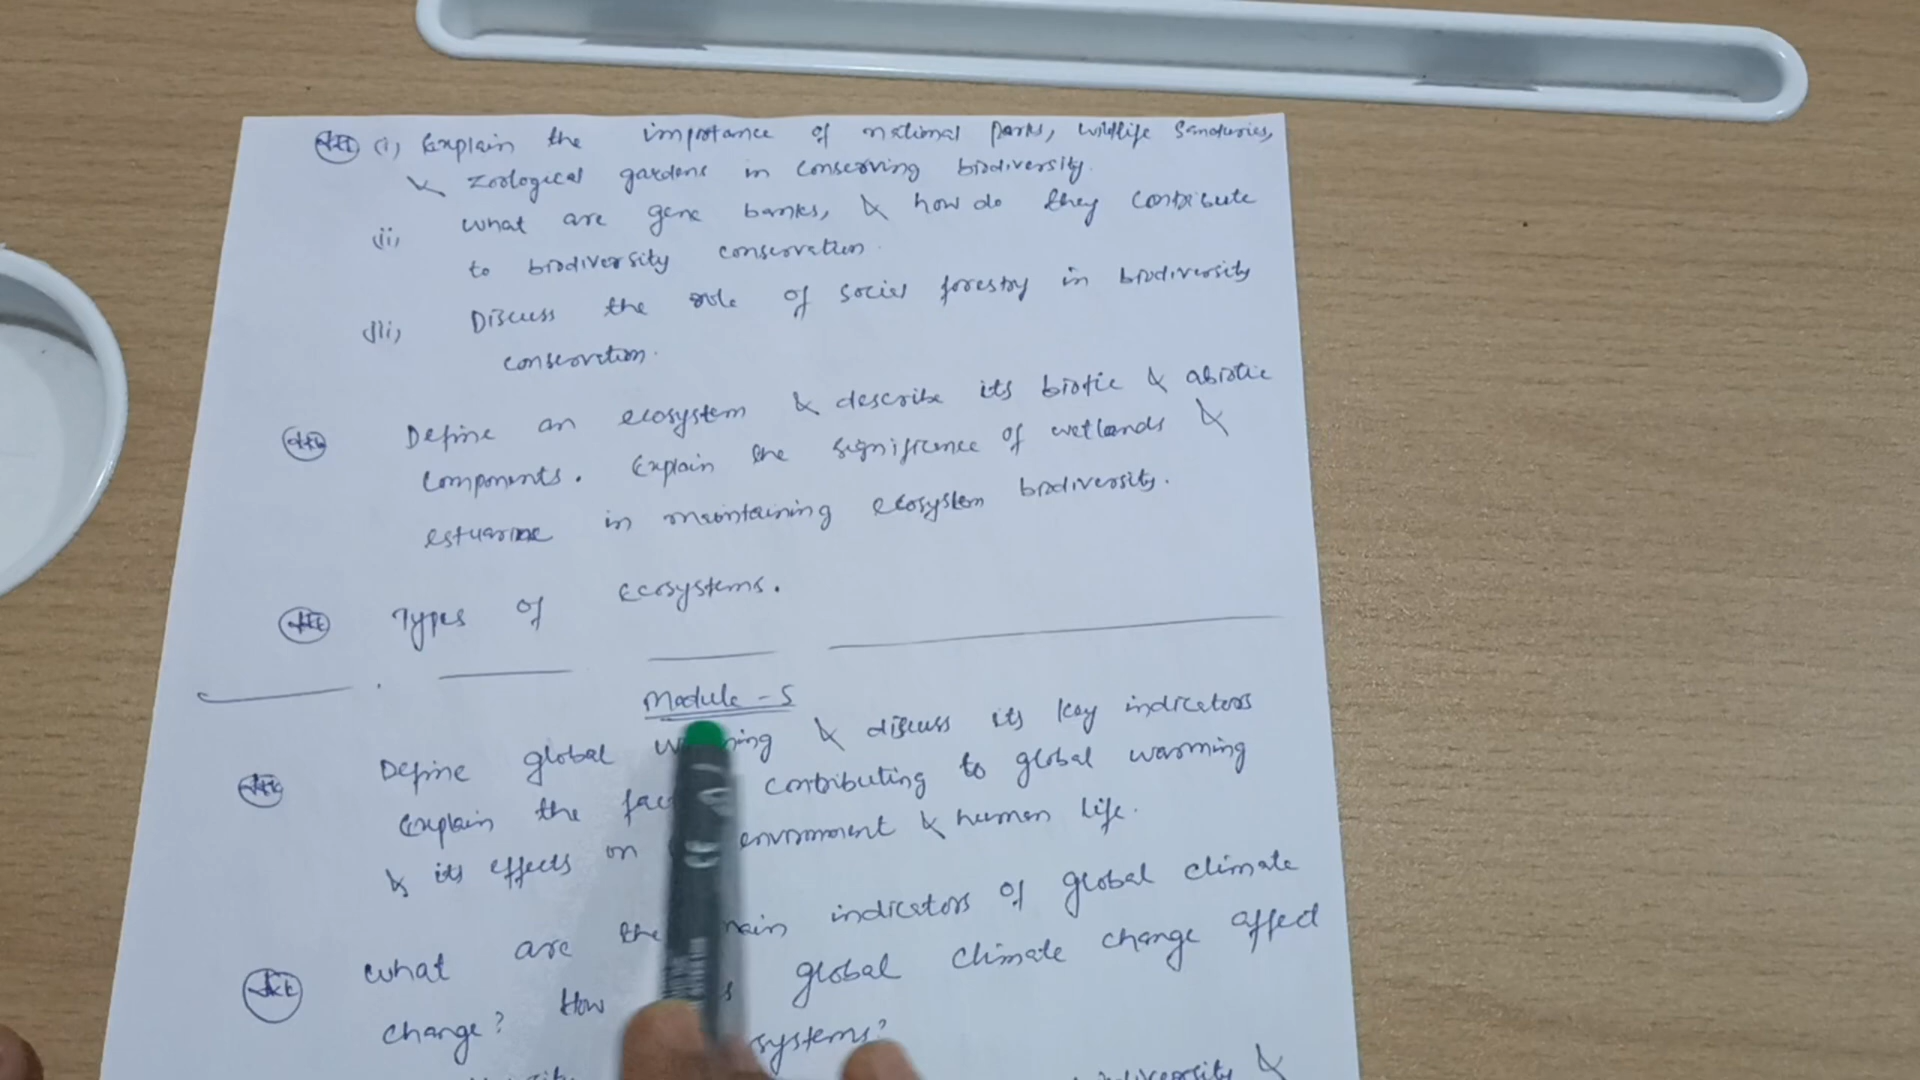 (i) Explain the importance of national parks, wildlife Sancturies,
& zoological gardens in conserving biodiversity.
(ii) what are gene banks, & how do they contribute
to biodiversity conservation.
(iii) Discuss the role of social forestry in biodiversity
conservation.
Define an ecosystem & describe its biotic & abiotic
components. Explain the significance of wetlands &
estuarine in maintaining ecosystem biodiversity.
Types of Ecosystems.
Module - 5
Define global & discuss its key indicators
Explain the contributing to global warming
& its effects on environment & human life.
what are the indicators of global climate
change? How global climate change affect
&